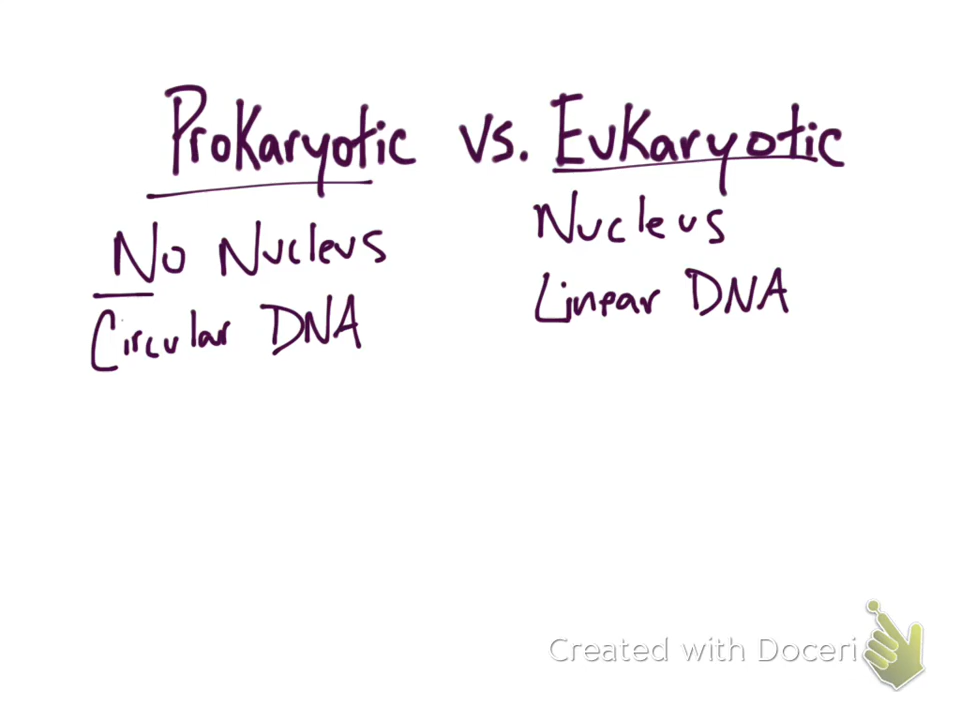 Prokaryotic vs. Eukaryotic
No Nucleus Nucleus
Circular DNA Linear DNA
Created with Doceri